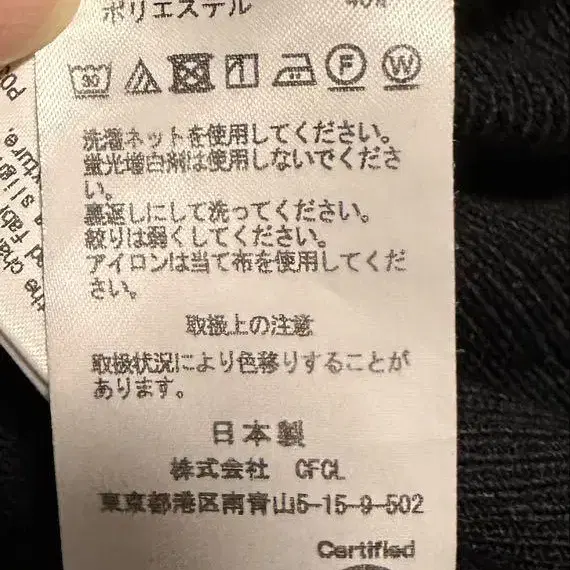 ポリエステル
30 F W
洗濯ネットを使用してください。
蛍光増白剤は使用しないでくださ
い。
裏返しにして洗ってください。
絞りは弱くしてください。
アイロンは当て布を使用してくだ
さい。
取扱上の注意
取扱状況により色移りすることが
あります。
日本製
株式会社 CFCL
東京都港区南青山5-15-9-502
Certified